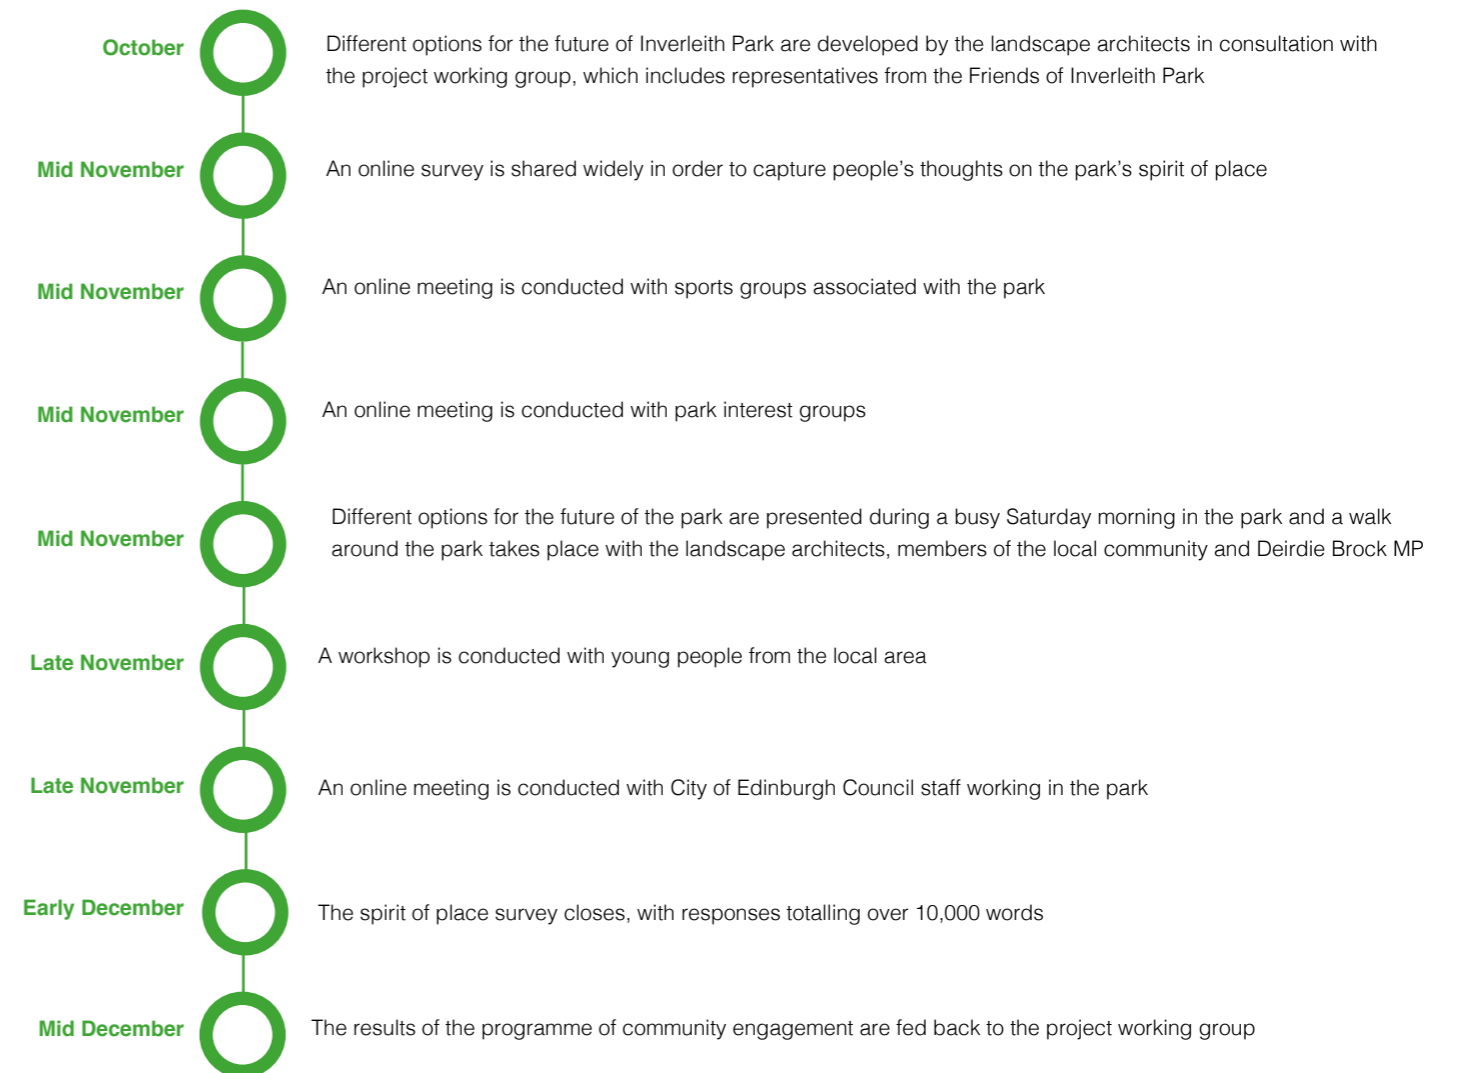 October
Different options for the future of Inverleith Park are developed by the landscape architects in consultation with
the project working group, which includes representatives from the Friends of Inverleith Park
Mid November
An online survey is shared widely in order to capture people’s thoughts on the park’s spirit of place
Mid November
An online meeting is conducted with sports groups associated with the park
Mid November
An online meeting is conducted with park interest groups
Mid November
Different options for the future of the park are presented during a busy Saturday morning in the park and a walk
around the park takes place with the landscape architects, members of the local community and Deirdie Brock MP
Late November
A workshop is conducted with young people from the local area
Late November
An online meeting is conducted with City of Edinburgh Council staff working in the park
Early December
The spirit of place survey closes, with responses totalling over 10,000 words
Mid December
The results of the programme of community engagement are fed back to the project working group